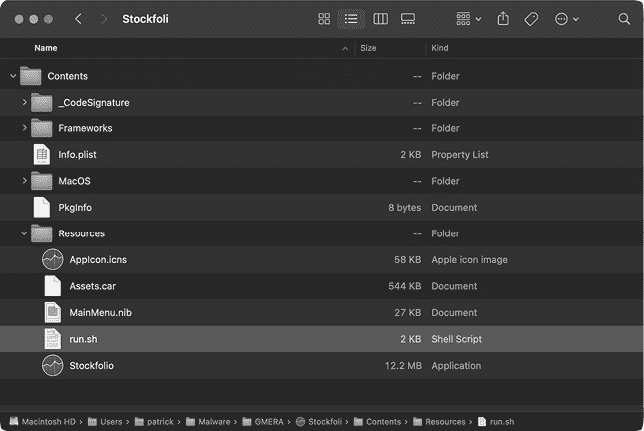 Stockfoli
Name Size Kind
Contents -- Folder
_CodeSignature -- Folder
Frameworks -- Folder
Info.plist 2 KB Property List
MacOS -- Folder
PkgInfo 8 bytes Document
Resources -- Folder
AppIcon.icns 58 KB Apple icon image
Assets.car 544 KB Document
MainMenu.nib 27 KB Document
run.sh 2 KB Shell Script
Stockfolio 12.2 MB Application
Macintosh HD Users patrick Malware GMERA Stockfoli Contents Resources run.sh